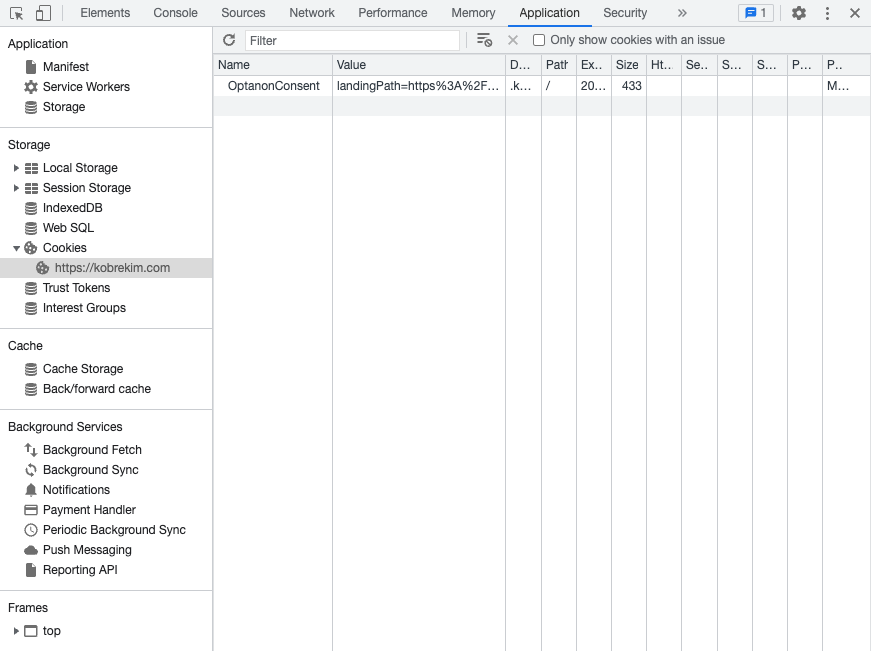 Elements Console Sources Network Performance Memory Application Security » 1
Application
Manifest
Service Workers
Storage
Storage
Local Storage
Session Storage
IndexedDB
Web SQL
Cookies
https://kobrekim.com
Trust Tokens
Interest Groups
Cache
Cache Storage
Back/forward cache
Background Services
Background Fetch
Background Sync
Notifications
Payment Handler
Periodic Background Sync
Push Messaging
Reporting API
Frames
top
Filter Only show cookies with an issue
Name Value D... Path Ex.. Size Ht.. Se.. S... S... P... P..
OptanonConsent landingPath=https%3A%2F... .k... / 20... 433 M...